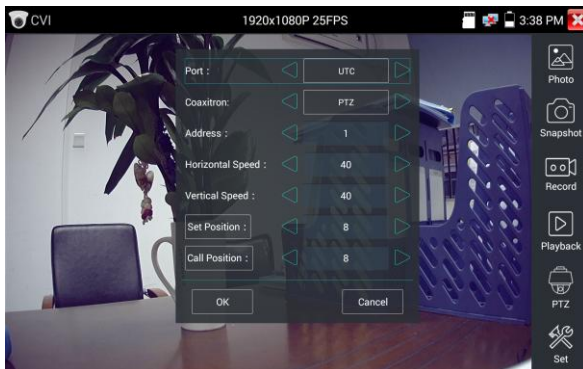 CVI 1920x1080P 25FPS 3:38 PM
Port : UTC
Coaxitron: PTZ
Address : 1
Horizontal Speed : 40
Vertical Speed : 40
Set Position : 8
Call Position : 8
OK Cancel
Photo
Snapshot
Record
Playback
PTZ
Set